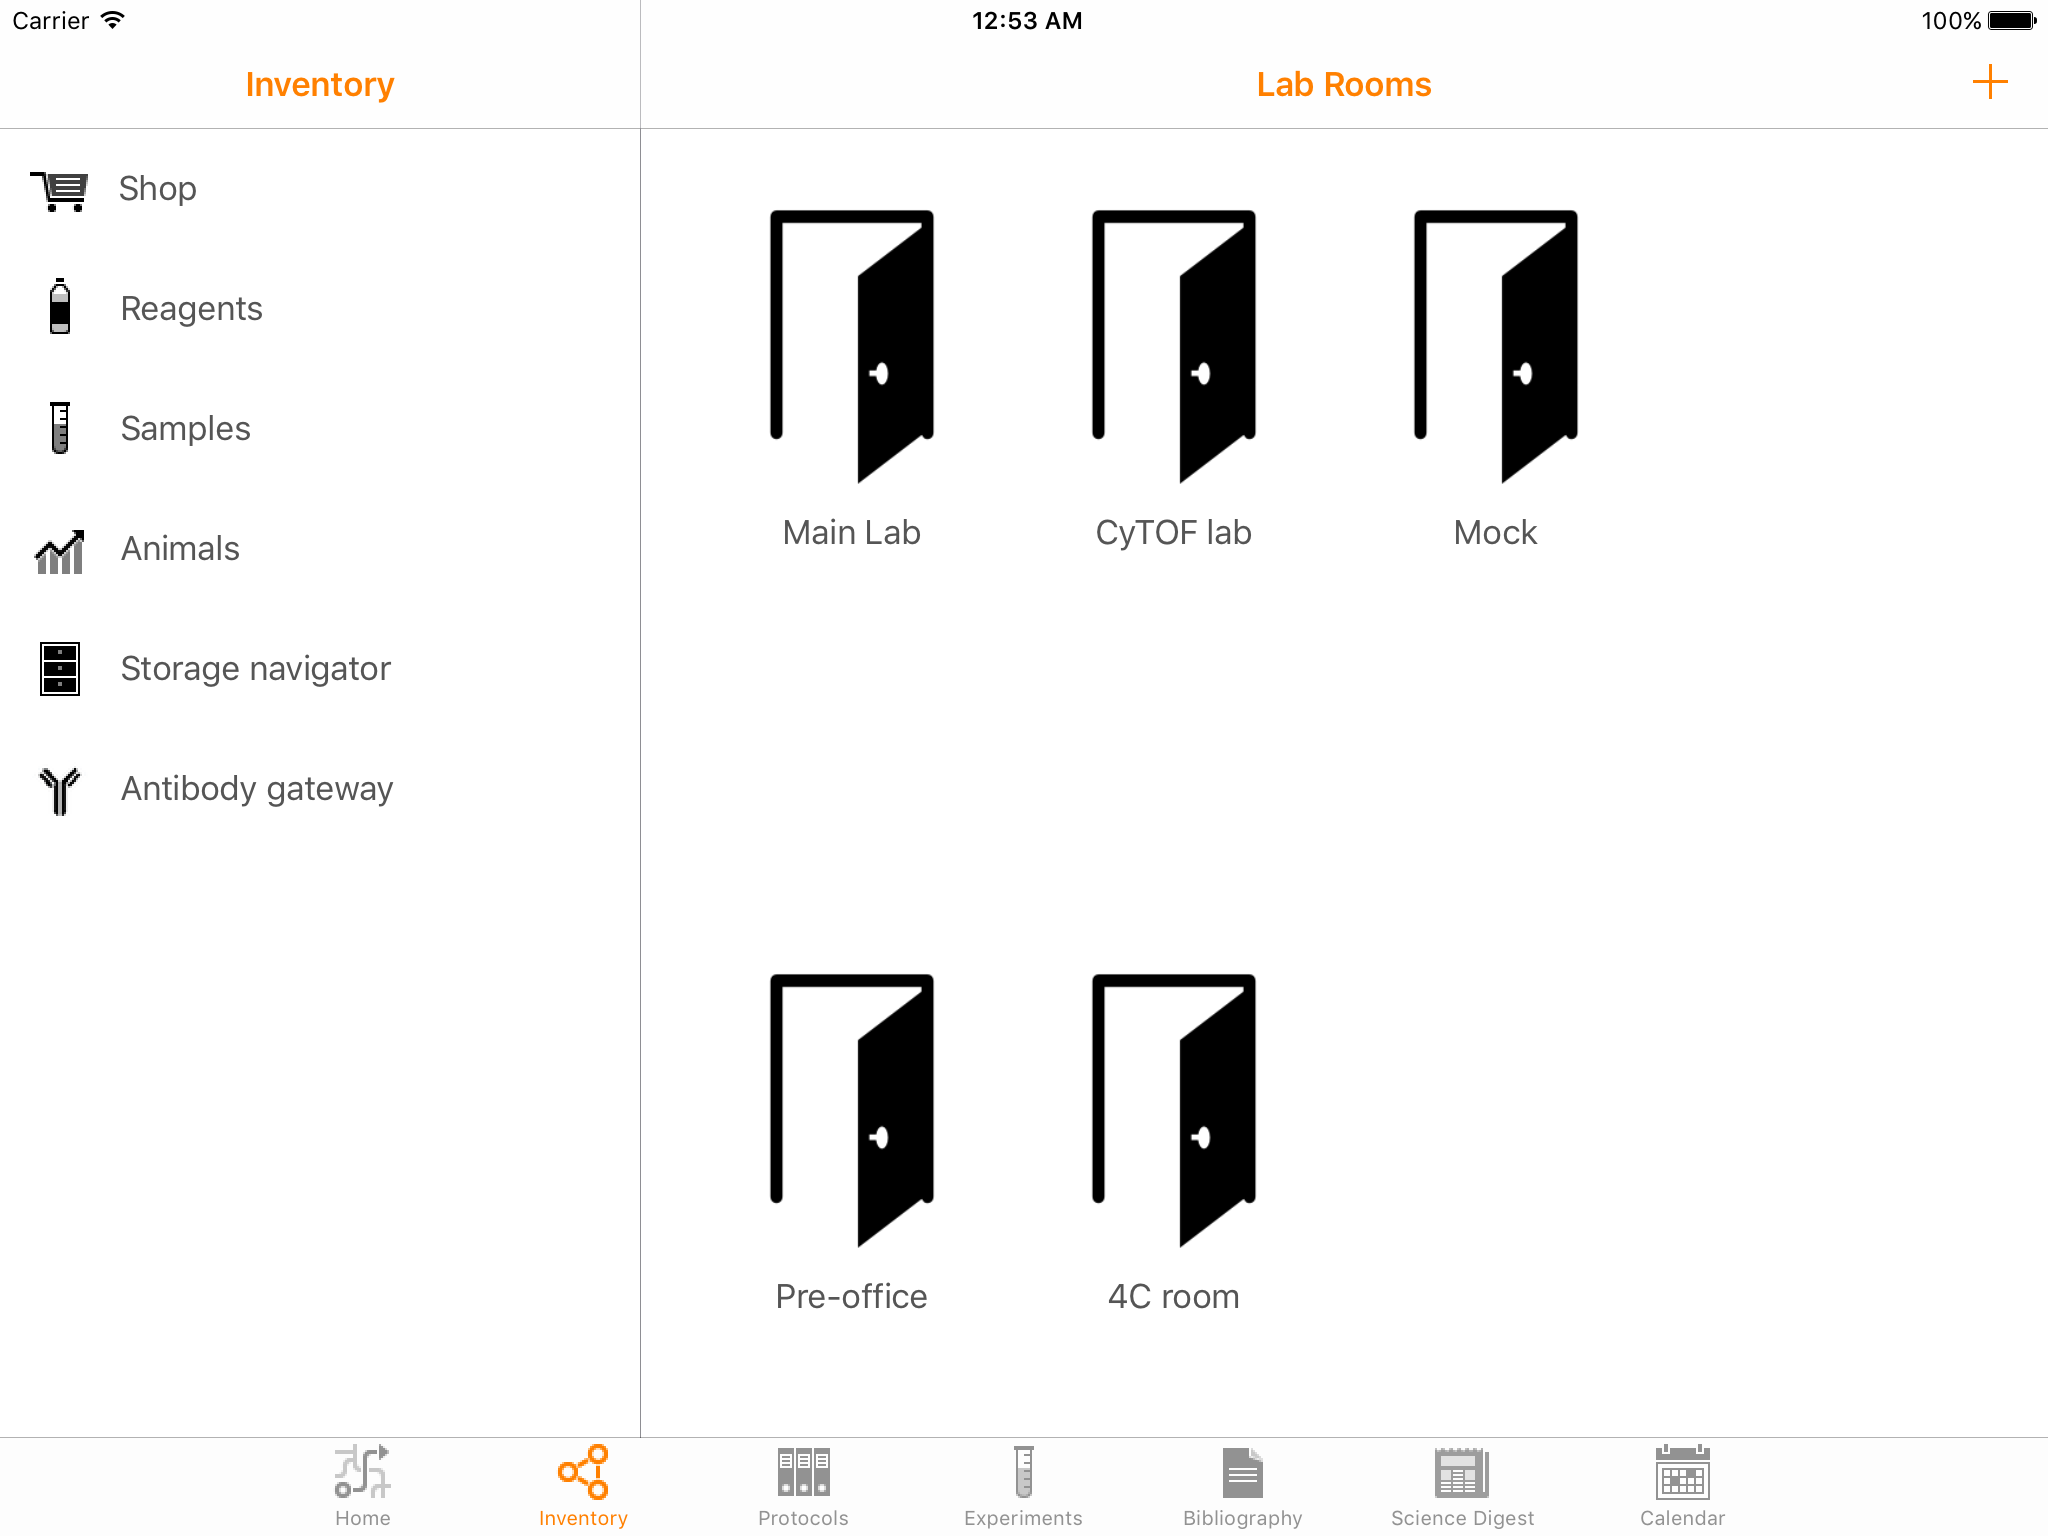 Carrier
12:53 AM
100%
Inventory
Lab Rooms
Shop
Reagents
Samples
Animals
Storage navigator
Antibody gateway
Main Lab
CyTOF lab
Mock
Pre-office
4C room
Home
Inventory
Protocols
Experiments
Bibliography
Science Digest
Calendar